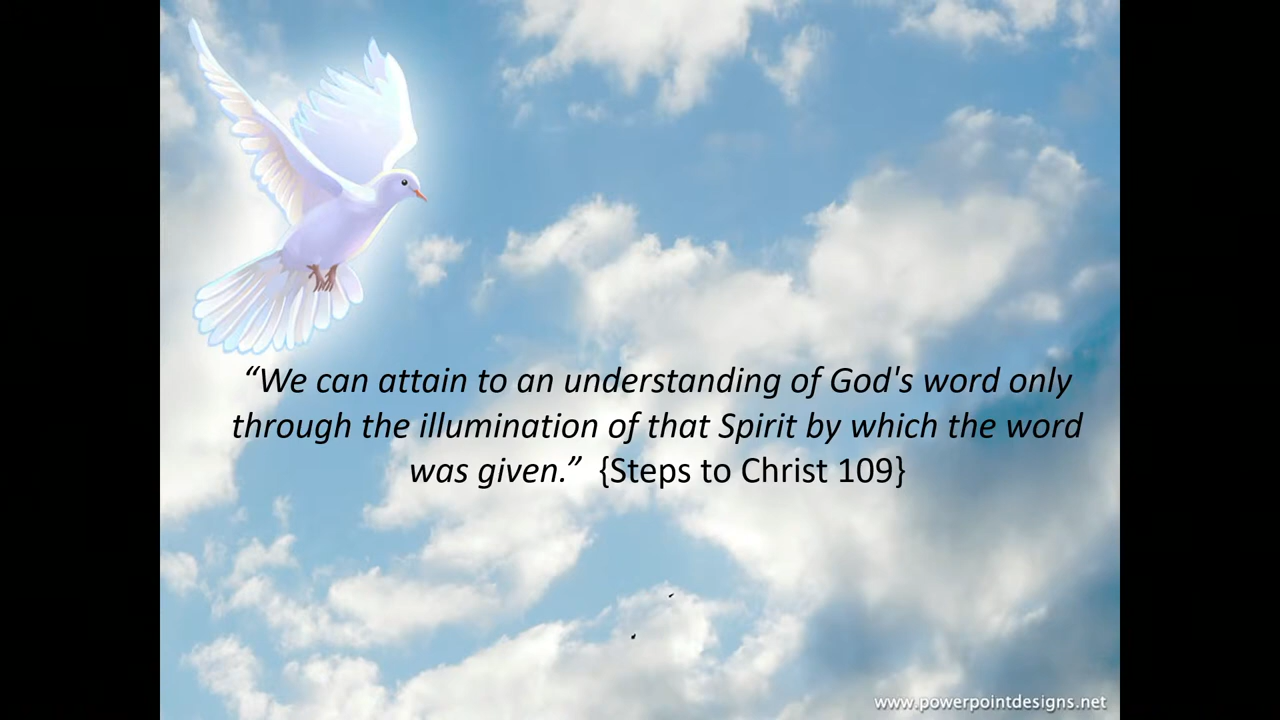 “We can attain to an understanding of God's word only
through the illumination of that Spirit by which the word
was given.” {Steps to Christ 109}
www.powerpointdesigns.net